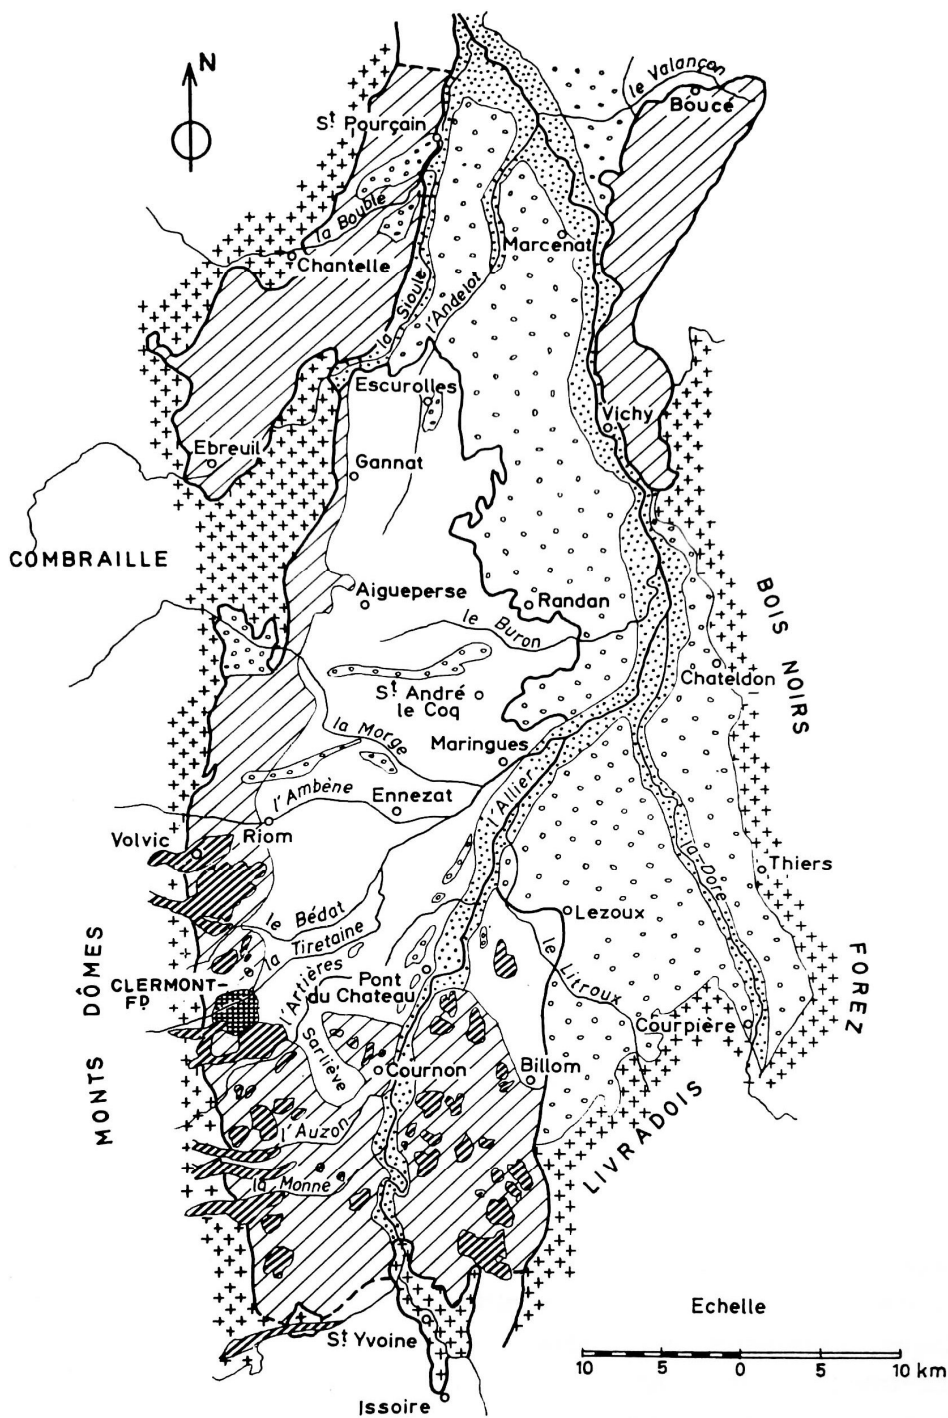 N
le Valançon
Boucé
St Pourçain
la Bouble
Marcenat
Chantelle
la Sioule
l'Andelot
Escurolles
Vichy
Ebreuil
Gannat
COMBRAILLE
Aigueperse
Randan
le Buron
BOIS NOIRS
Chateldon
St André
le Coq
la Morge
Maringues
l'Allier
l'Ambène
Ennezat
Volvic
Riom
la Dore
Thiers
le Bédat
Lezoux
la Tiretaine
MONTS DÔMES
l'Artières
le Litroux
FOREZ
CLERMONT-
FD
Pont
du Chateau
Courpière
Sarliève
Cournon
Billom
LIVRADOIS
l'Auzon
la Monne
Echelle
St Yvoine
10 5 0 5 10 km
Issoire